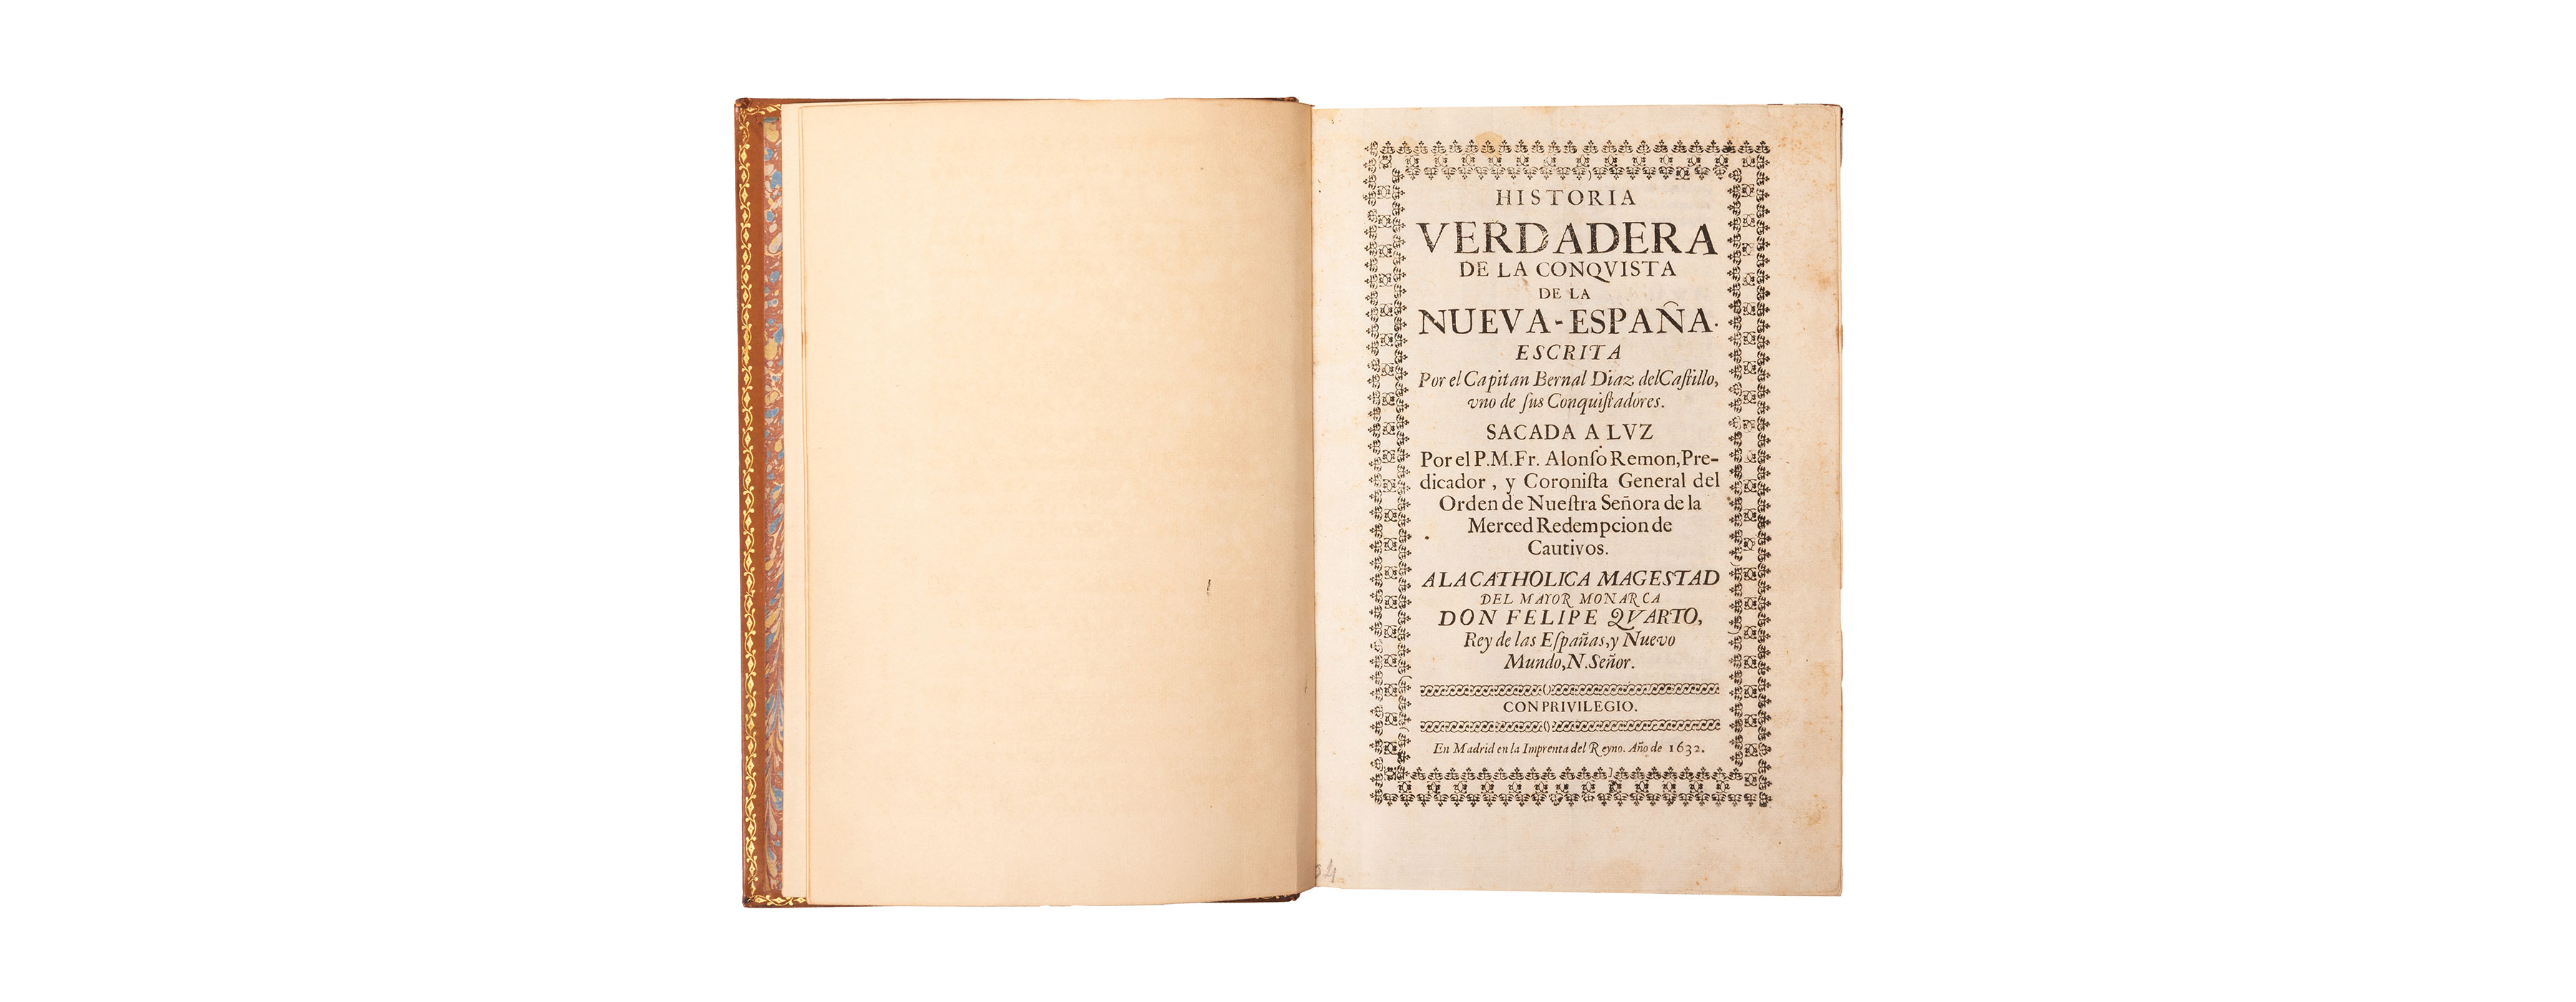 HISTORIA
VERDADERA
DE LA CONQVISTA
DE LA
NUEVA-ESPAÑA.
ESCRITA
Por el Capitan Bernal Diaz del Caſtillo,
vno de ſus Conquiſtadores.
SACADA A LVZ
Por el P.M.Fr. Alonſo Remon, Pre-
dicador, y Coroniſta General del
Orden de Nueſtra Señora de la
Merced Redempcion de
Cautivos.
A LA CATHOLICA MAGESTAD
DEL MAYOR MONARCA
DON FELIPE QVARTO,
Rey de las Eſpañas, y Nuevo
Mundo, N. Señor.
CON PRIVILEGIO.
En Madrid en la Imprenta del Reyno. Año de 1632.